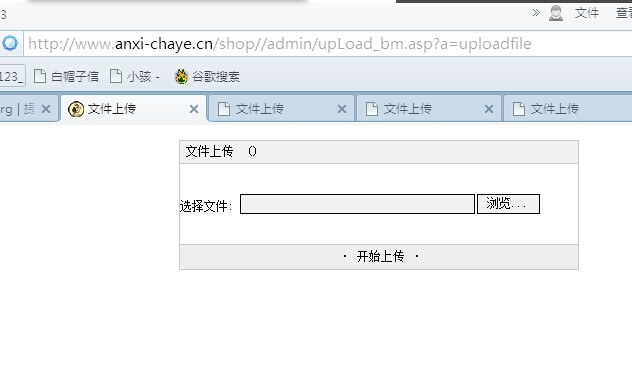 3
文件 查看
http://www.anxi-chaye.cn/shop//admin/upLoad_bm.asp?a=uploadfile
123_ 白帽子信 小骇 - 谷歌搜索
rg | 文件上传 文件上传 文件上传 文件上传
文件上传 ()
选择文件: 浏览...
· 开始上传 ·